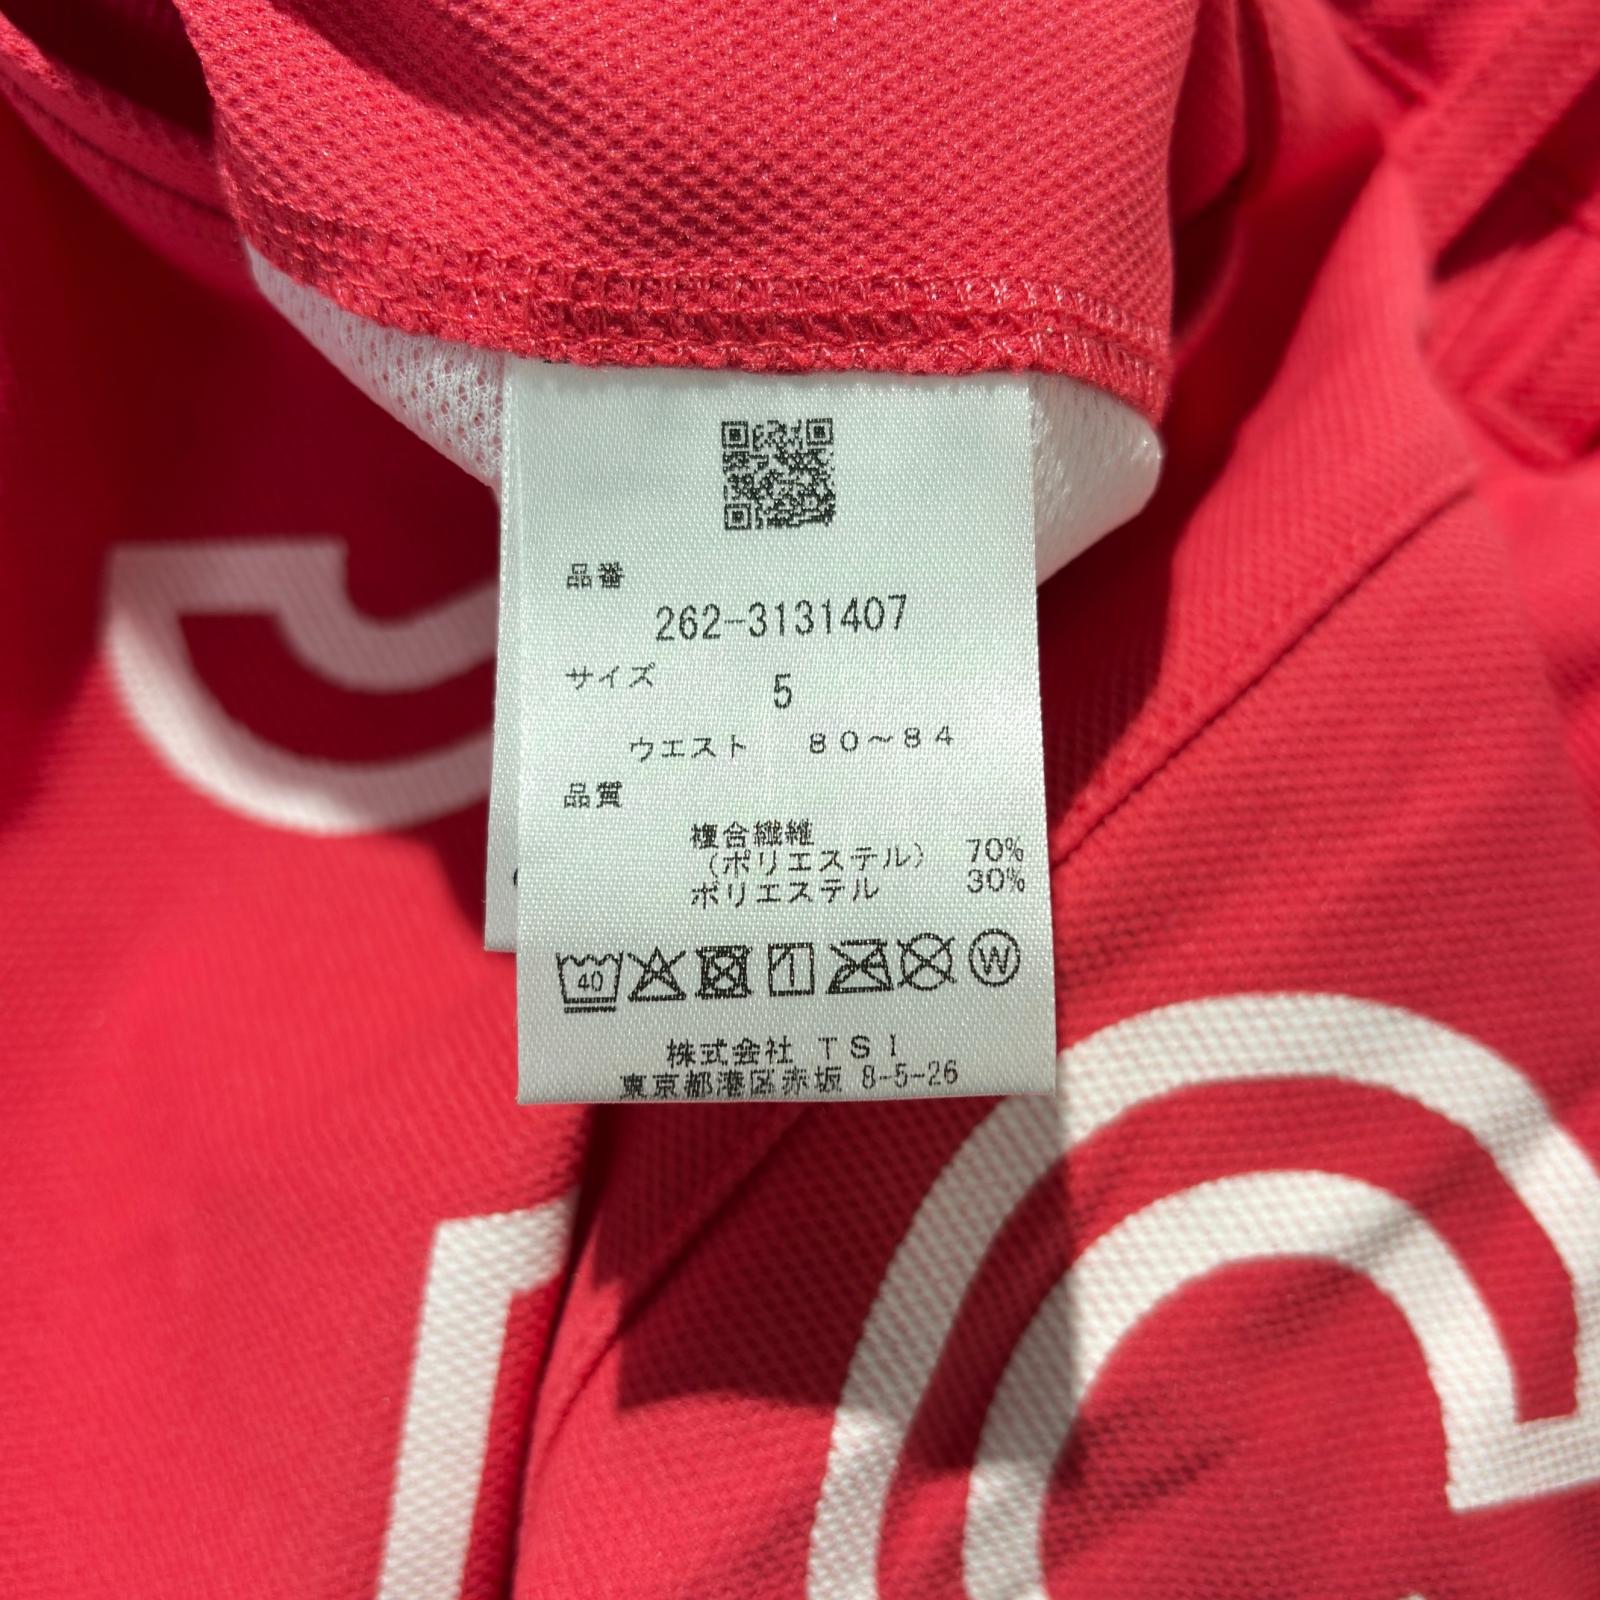 品番
262-3131407
サイズ 5
ウエスト 80～84
品質
複合繊維
(ポリエステル) 70%
ポリエステル 30%
40
W
株式会社 TSI
東京都港区赤坂 8-5-26